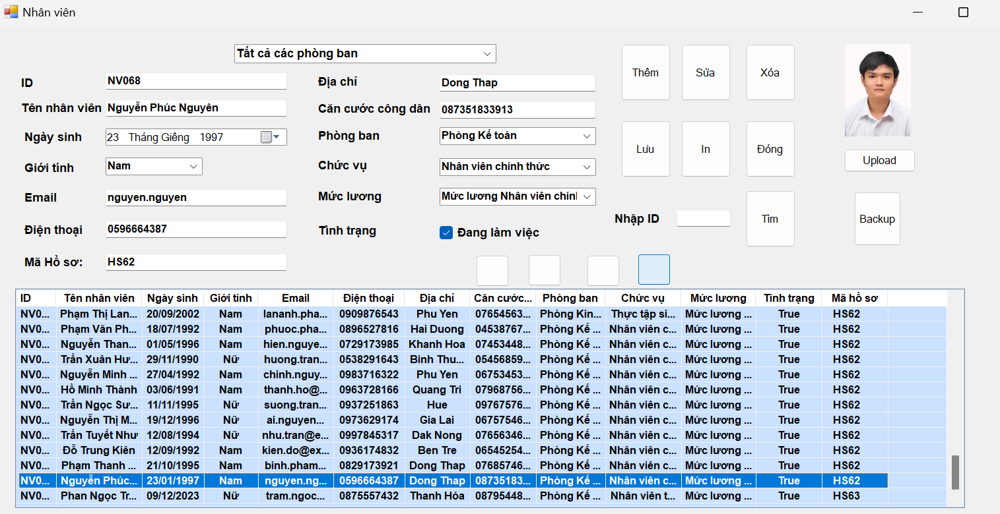 Nhân viên
Tất cả các phòng ban
ID NV068
Tên nhân viên Nguyễn Phúc Nguyên
Ngày sinh 23 Tháng Giêng 1997
Giới tính Nam
Email nguyen.nguyen
Điện thoại 0596664387
Mã Hồ sơ: HS62
Địa chỉ Dong Thap
Căn cước công dân 087351833913
Phòng ban Phòng Kế toán
Chức vụ Nhân viên chính thức
Mức lương Mức lương Nhân viên chính
Tình trạng Đang làm việc
Thêm Sửa Xóa
Lưu In Đóng
Nhập ID Tìm
Upload
Backup
ID Tên nhân viên Ngày sinh Giới tính Email Điện thoại Địa chỉ Căn cước... Phòng ban Chức vụ Mức lương Tình trạng Mã hồ sơ
NV0... Phạm Thị Lan... 20/09/2002 Nam lananh.pha... 0909876543 Phu Yen 07654563... Phòng Kin... Thực tập si... Mức lương ... True HS62
NV0... Phạm Văn Ph... 18/07/1992 Nam phuoc.pha... 0896527816 Hai Duong 04538767... Phòng Kế ... Nhân viên c... Mức lương ... True HS62
NV0... Nguyễn Than... 01/05/1996 Nam hien.nguye... 0729173985 Khanh Hoa 07453448... Phòng Kế ... Nhân viên c... Mức lương ... True HS62
NV0... Trần Xuân Hư... 29/11/1990 Nữ huong.tran... 0538291643 Binh Thu... 05456859... Phòng Kế ... Nhân viên c... Mức lương ... True HS62
NV0... Nguyễn Minh ... 27/04/1992 Nam chinh.nguy... 0983716322 Phu Yen 06753453... Phòng Kế ... Nhân viên c... Mức lương ... True HS62
NV0... Hồ Minh Thành 03/06/1991 Nam thanh.ho@... 0963728166 Quang Tri 07968756... Phòng Kế ... Nhân viên c... Mức lương ... True HS62
NV0... Trần Ngọc Sư... 11/11/1995 Nữ suong.tran... 0937251863 Hue 09767576... Phòng Kế ... Nhân viên c... Mức lương ... True HS62
NV0... Nguyễn Thị M... 19/12/1996 Nữ ai.nguyen... 0973629174 Gia Lai 06757546... Phòng Kế ... Nhân viên c... Mức lương ... True HS62
NV0... Trần Tuyết Như 12/08/1994 Nữ nhu.tran@e... 0997845317 Dak Nong 07656346... Phòng Kế ... Nhân viên c... Mức lương ... True HS62
NV0... Đỗ Trung Kiên 12/09/1992 Nam kien.do@ex... 0936174832 Ben Tre 06545254... Phòng Kế ... Nhân viên c... Mức lương ... True HS62
NV0... Phạm Thanh ... 21/10/1995 Nam binh.pham... 0829173921 Dong Thap 07685746... Phòng Kế ... Nhân viên c... Mức lương ... True HS62
NV0... Nguyễn Phúc... 23/01/1997 Nam nguyen.ng... 0596664387 Dong Thap 08735183... Phòng Kế ... Nhân viên c... Mức lương ... True HS62
NV0... Phan Ngọc Tr... 09/12/2023 Nữ tram.ngoc... 0875557432 Thanh Hóa 08795448... Phòng Kế ... Nhân viên t... Mức lương ... True HS63